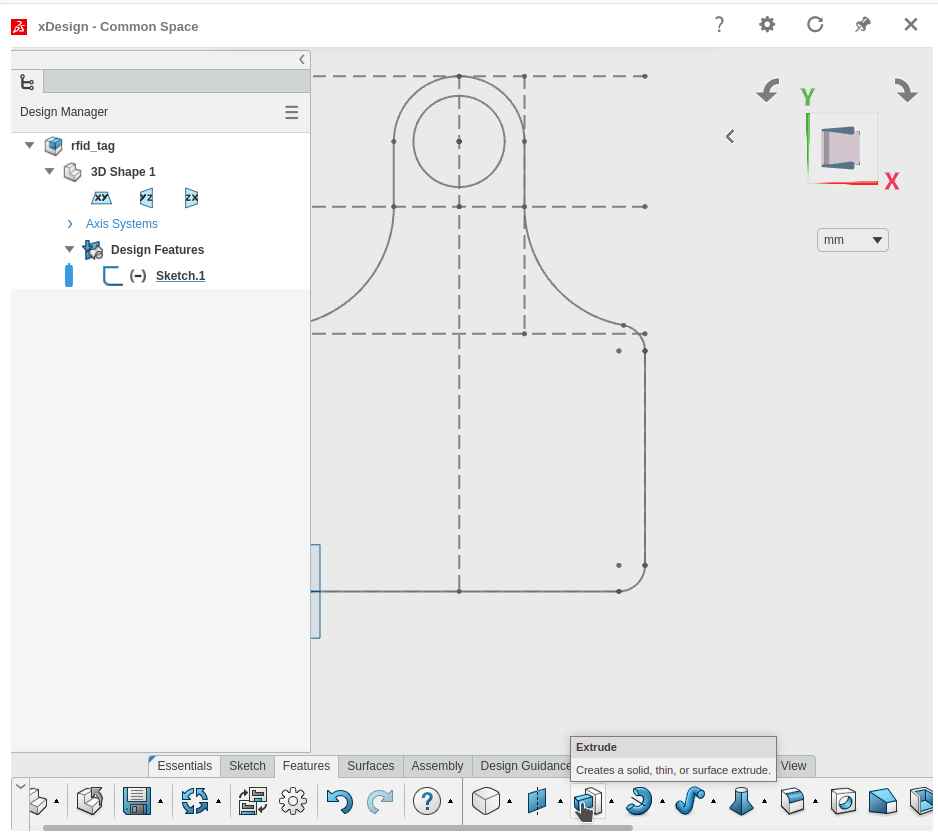 xDesign - Common Space
?
Design Manager
rfid_tag
3D Shape 1
XY YZ ZX
Axis Systems
Design Features
(–) Sketch.1
Y
X
mm
Extrude
Creates a solid, thin, or surface extrude.
Essentials Sketch Features Surfaces Assembly Design Guidance View
?